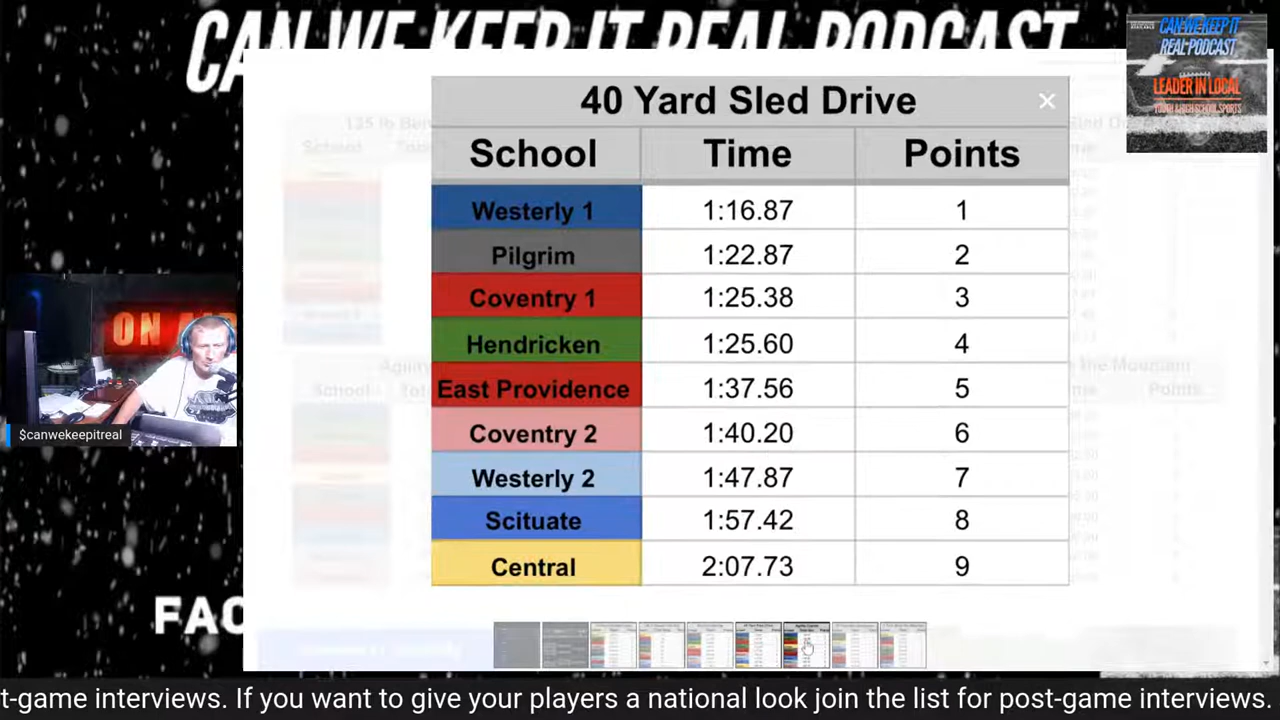 CAN WE KEEP IT REAL PODCAST
CAN WE KEEP IT
REAL PODCAST
LEADER IN LOCAL
YOUTH & HIGH SCHOOL SPORTS
40 Yard Sled Drive
School Time Points
Westerly 1 1:16.87 1
Pilgrim 1:22.87 2
Coventry 1 1:25.38 3
Hendricken 1:25.60 4
East Providence 1:37.56 5
Coventry 2 1:40.20 6
Westerly 2 1:47.87 7
Scituate 1:57.42 8
Central 2:07.73 9
ON A
$canwekeepitreal
FAC
t-game interviews. If you want to give your players a national look join the list for post-game interviews.